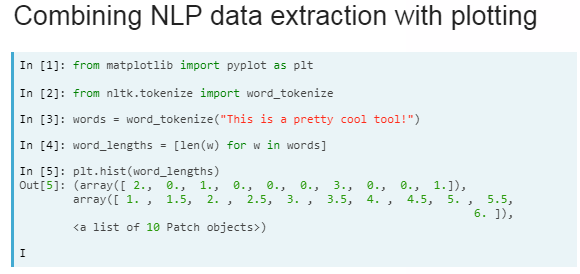 Combining NLP data extraction with plotting
In [1]: from matplotlib import pyplot as plt
In [2]: from nltk.tokenize import word_tokenize
In [3]: words = word_tokenize("This is a pretty cool tool!")
In [4]: word_lengths = [len(w) for w in words]
In [5]: plt.hist(word_lengths)
Out[5]: (array([ 2., 0., 1., 0., 0., 0., 3., 0., 0., 1.]),
array([ 1. , 1.5, 2. , 2.5, 3. , 3.5, 4. , 4.5, 5. , 5.5,
6. ]),
<a list of 10 Patch objects>)
I